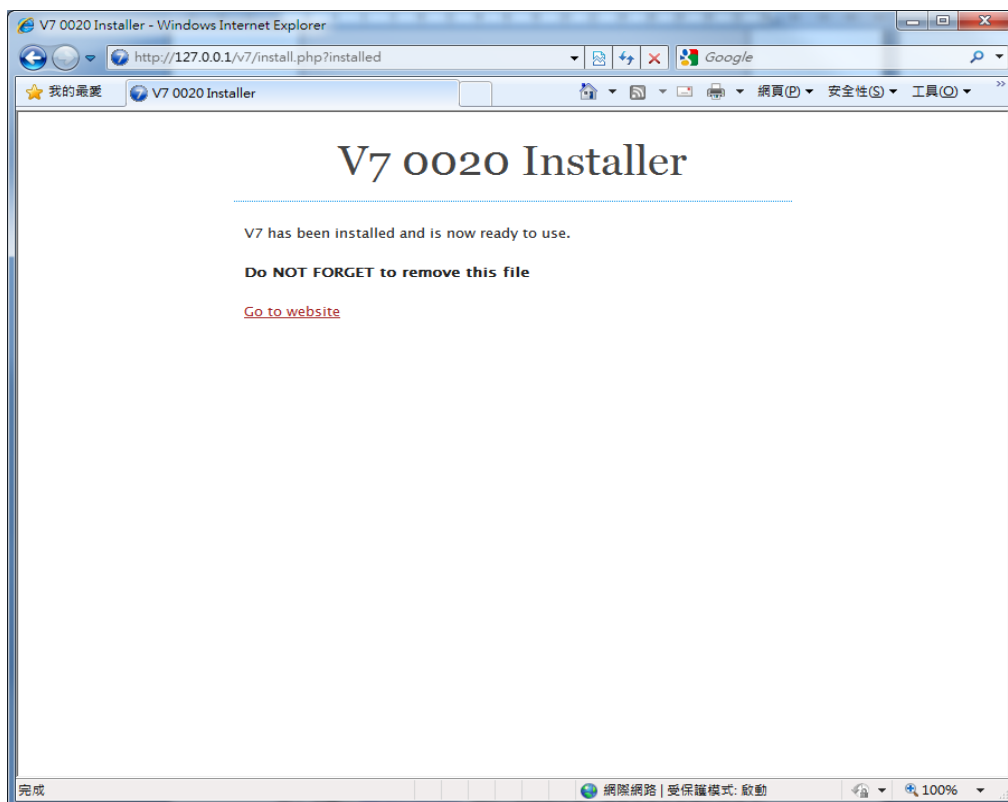 V7 0020 Installer - Windows Internet Explorer
http://127.0.0.1/v7/install.php?installed
Google
我的最愛
V7 0020 Installer
網頁(P)
安全性(S)
工具(O)
V7 0020 Installer
V7 has been installed and is now ready to use.
Do NOT FORGET to remove this file
Go to website
完成
網際網路 | 受保護模式: 啟動
100%